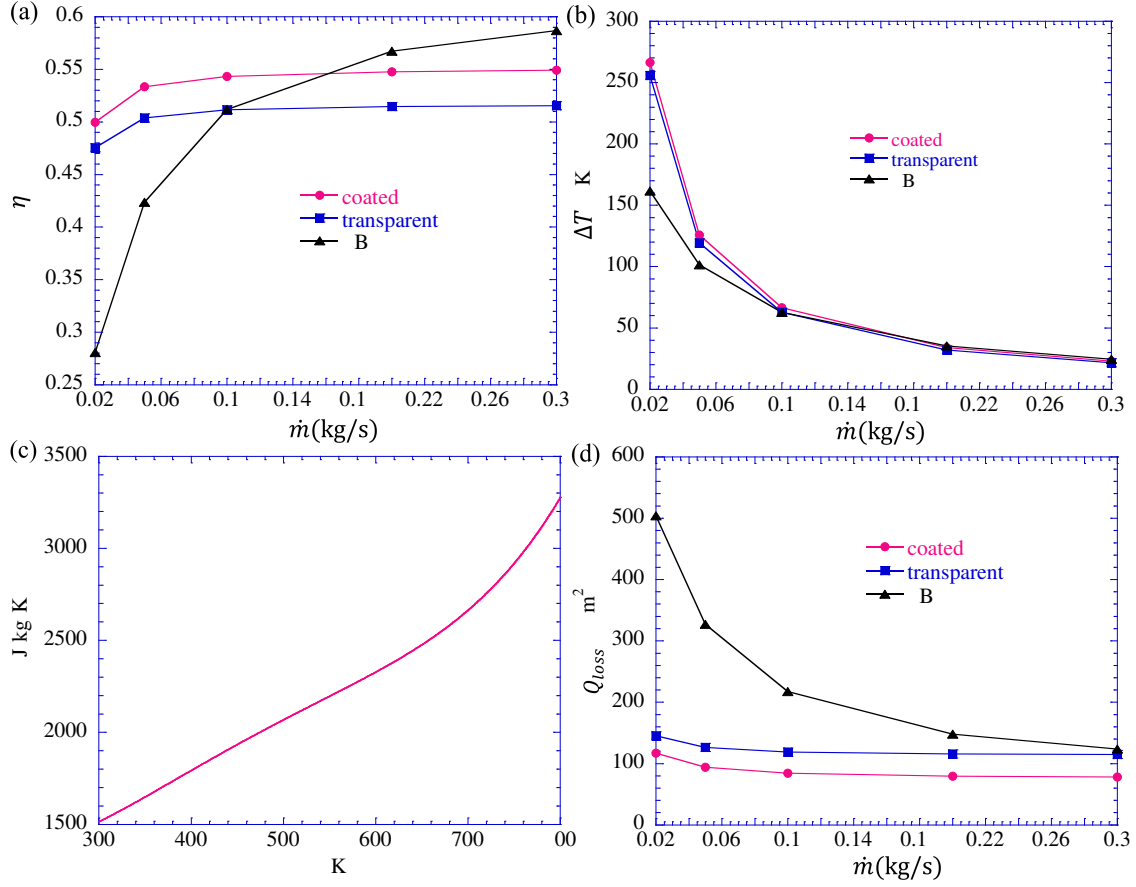 (a)
0.6
0.55
0.5
0.45
0.4
0.35
0.3
0.25
η
coated
transparent
B
0.02 0.06 0.1 0.14 0.1 0.22 0.26 0.3
ṁ(kg/s)
(b)
300
250
200
150
100
50
0
ΔT K
coated
transparent
B
0.02 0.06 0.1 0.14 0.1 0.22 0.26 0.3
ṁ(kg/s)
(c)
3500
3000
2500
2000
1500
J kg K
300 400 500 600 700 00
K
(d)
600
500
400
300
200
100
0
Qloss m²
coated
transparent
B
0.02 0.06 0.1 0.14 0.1 0.22 0.26 0.3
ṁ(kg/s)